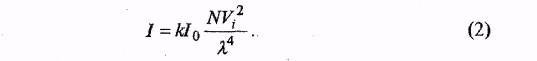 $$I = kI_0 \frac{NV_i^2}{\lambda^4}.$$ (2)